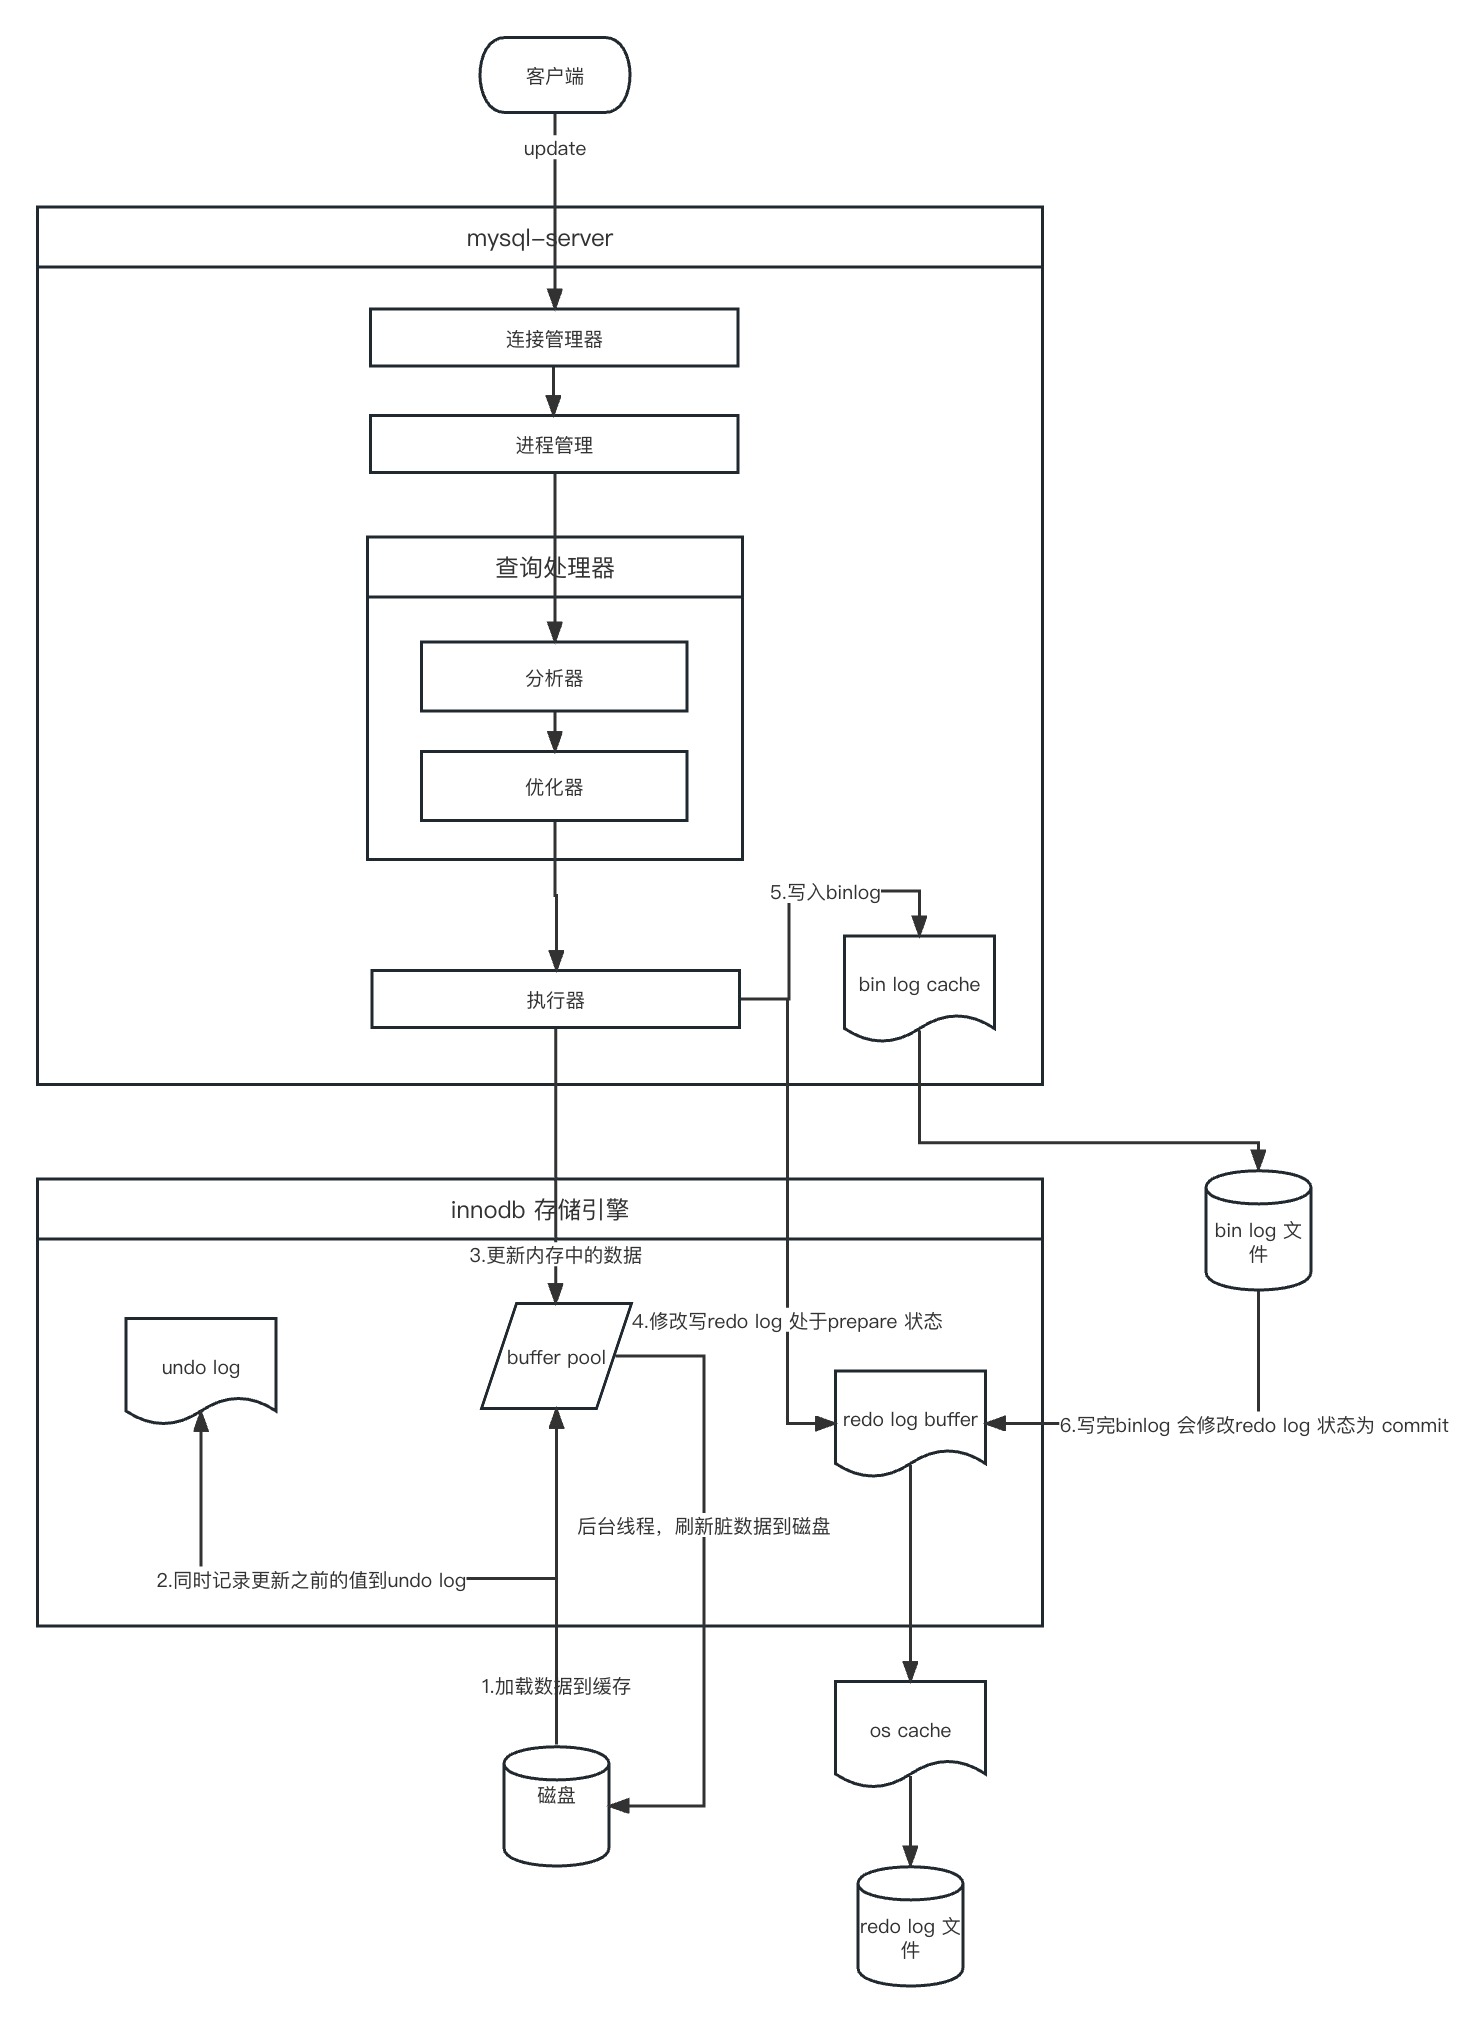 客户端
update
mysql-server
连接管理器
进程管理
查询处理器
分析器
优化器
5.写入binlog
bin log cache
执行器
innodb 存储引擎
bin log 文
件
3.更新内存中的数据
4.修改写redo log 处于prepare 状态
undo log
buffer pool
redo log buffer
6.写完binlog 会修改redo log 状态为 commit
后台线程，刷新脏数据到磁盘
2.同时记录更新之前的值到undo log
1.加载数据到缓存
os cache
磁盘
redo log 文
件